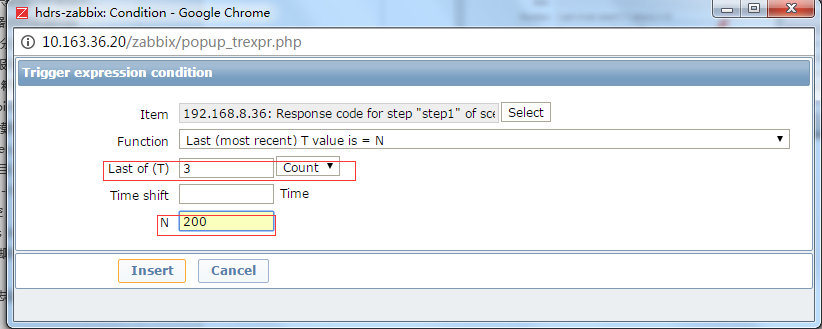 hdrs-zabbix: Condition - Google Chrome
10.163.36.20/zabbix/popup_trexpr.php
Trigger expression condition
Item 192.168.8.36: Response code for step "step1" of sce Select
Function Last (most recent) T value is = N
Last of (T) 3 Count
Time shift Time
N 200
Insert Cancel